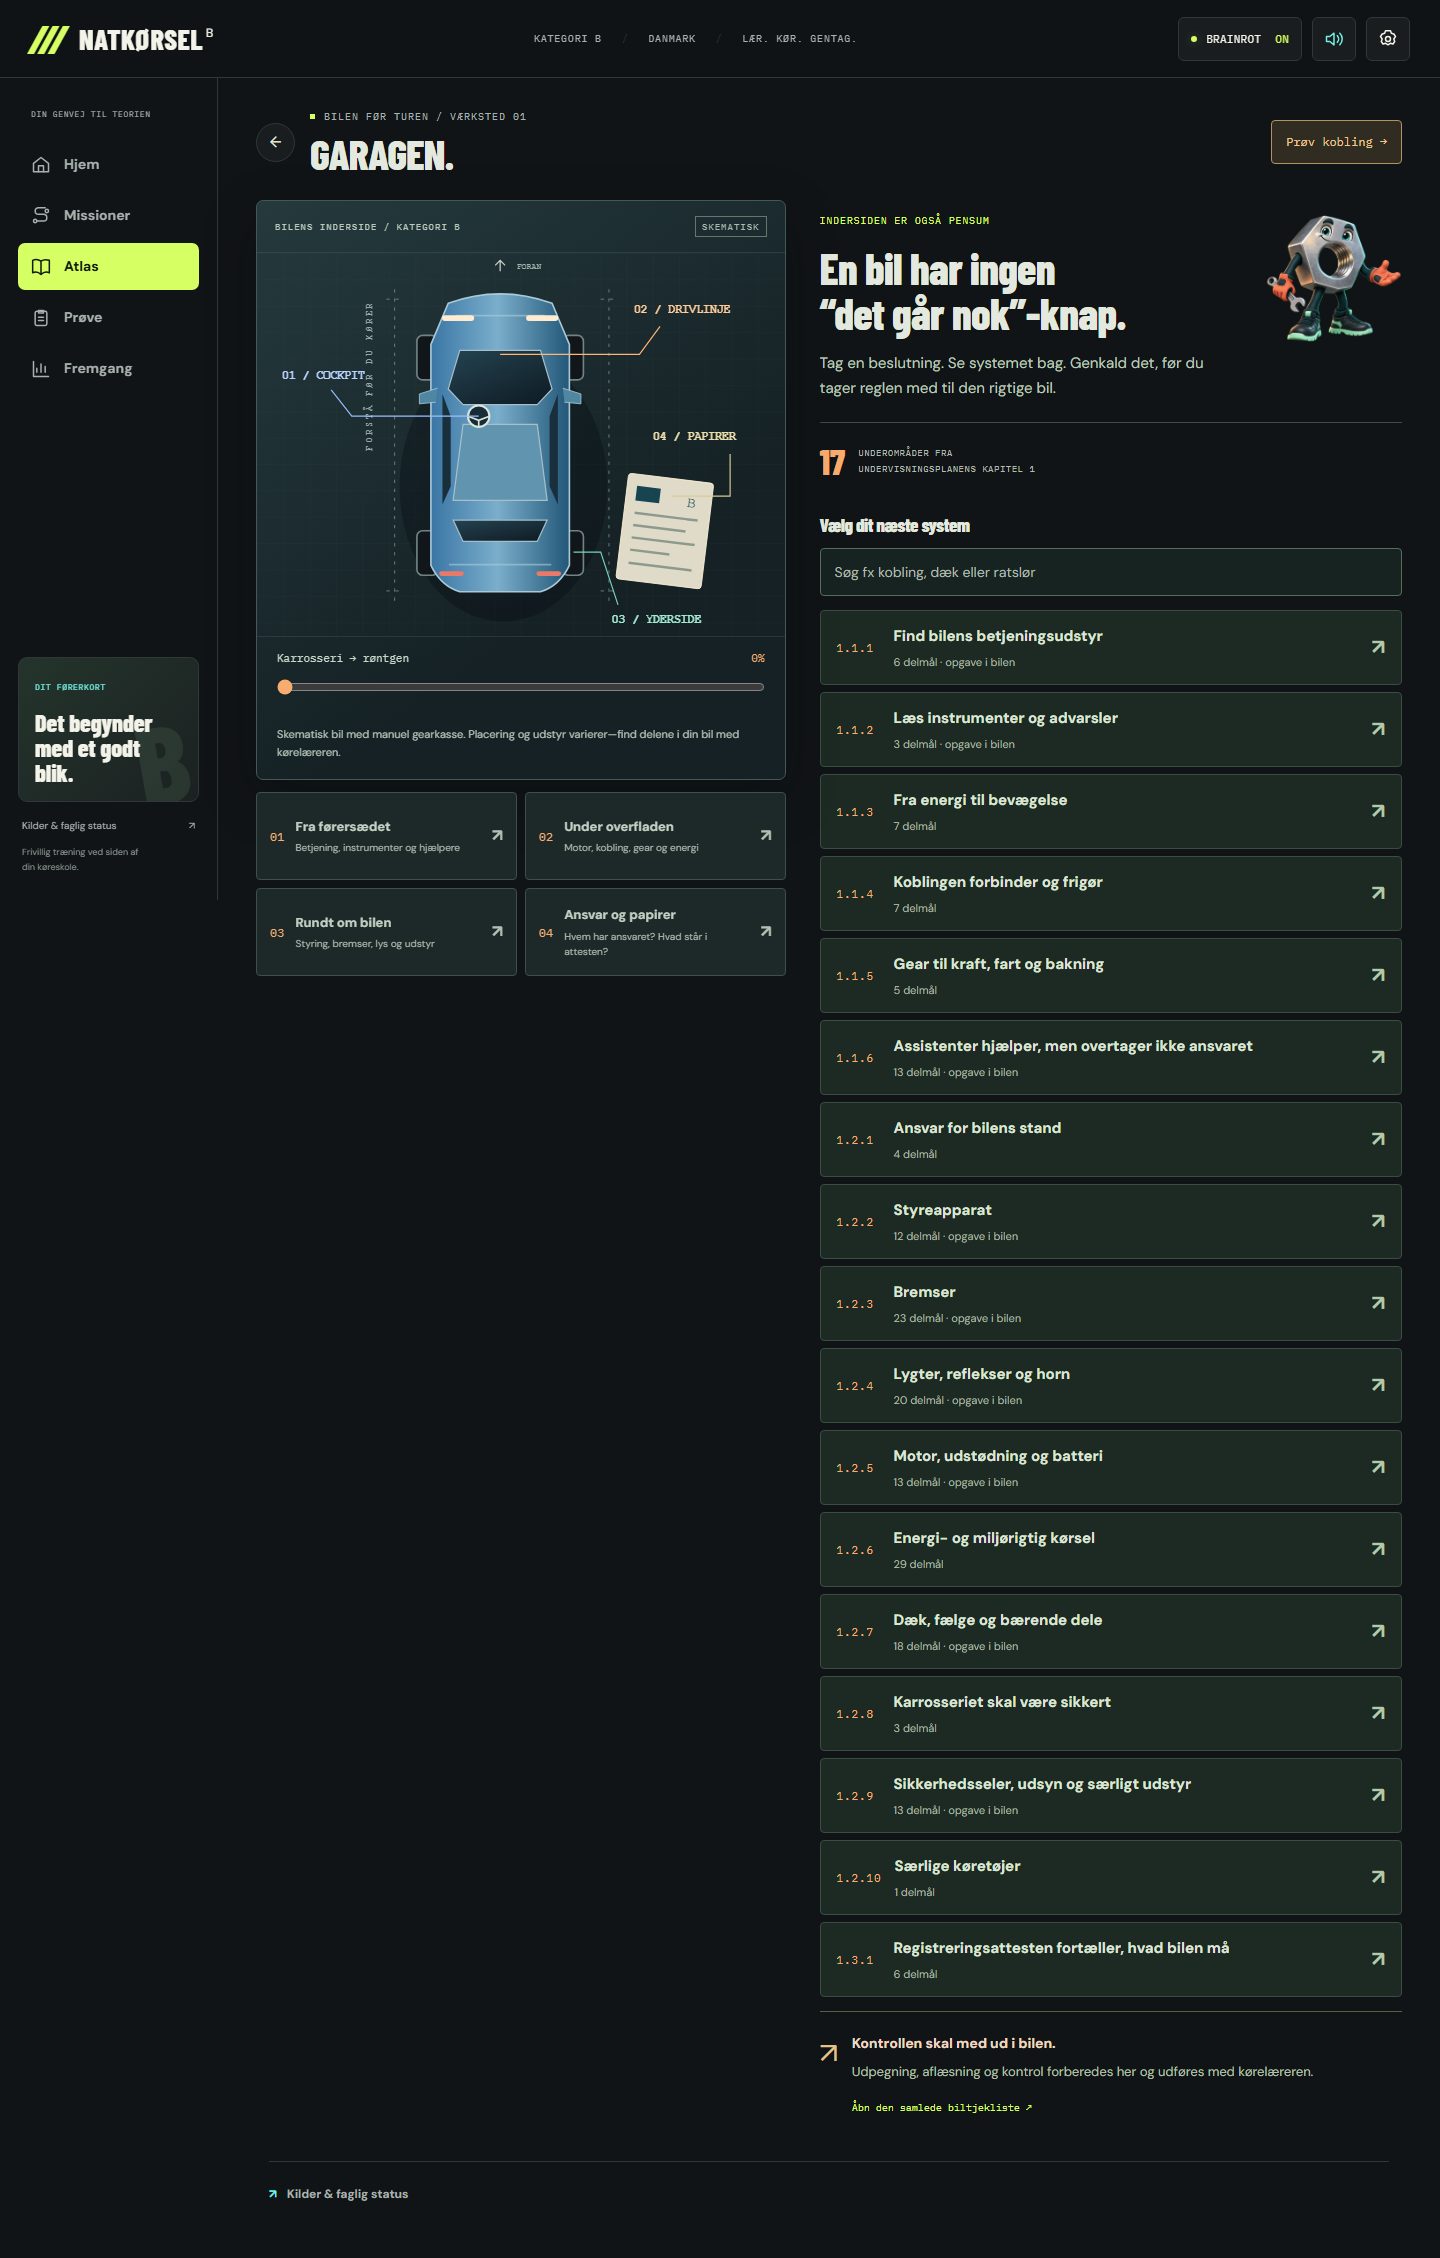 NATKØRSEL B
KATEGORI B / DANMARK / LÆR. KØR. GENTAG.
BRAINROT ON
DIN GENVEJ TIL TEORIEN
Hjem
Missioner
Atlas
Prøve
Fremgang
DIT FØRERKORT
Det begynder
med et godt
blik.
B
Kilder & faglig status
Frivillig træning ved siden af
din køreskole.
BILEN FØR TUREN / VÆRKSTED 01
GARAGEN.
Prøv kobling →
BILENS INDERSIDE / KATEGORI B
SKEMATISK
FORAN
FORSTÅ FØR DU KØRER
01 / COCKPIT
02 / DRIVLINJE
04 / PAPIRER
B
03 / YDERSIDE
Karrosseri → røntgen
0%
Skematisk bil med manuel gearkasse. Placering og udstyr varierer—find delene i din bil med
kørelæreren.
01
Fra førersædet
Betjening, instrumenter og hjælpere
02
Under overfladen
Motor, kobling, gear og energi
03
Rundt om bilen
Styring, bremser, lys og udstyr
04
Ansvar og papirer
Hvem har ansvaret? Hvad står i
attesten?
INDERSIDEN ER OGSÅ PENSUM
En bil har ingen
“det går nok”-knap.
Tag en beslutning. Se systemet bag. Genkald det, før du
tager reglen med til den rigtige bil.
17
UNDEROMRÅDER FRA
UNDERVISNINGSPLANENS KAPITEL 1
Vælg dit næste system
Søg fx kobling, dæk eller ratslør
1.1.1
Find bilens betjeningsudstyr
6 delmål · opgave i bilen
1.1.2
Læs instrumenter og advarsler
3 delmål · opgave i bilen
1.1.3
Fra energi til bevægelse
7 delmål
1.1.4
Koblingen forbinder og frigør
7 delmål
1.1.5
Gear til kraft, fart og bakning
5 delmål
1.1.6
Assistenter hjælper, men overtager ikke ansvaret
13 delmål · opgave i bilen
1.2.1
Ansvar for bilens stand
4 delmål
1.2.2
Styreapparat
12 delmål · opgave i bilen
1.2.3
Bremser
23 delmål · opgave i bilen
1.2.4
Lygter, reflekser og horn
20 delmål · opgave i bilen
1.2.5
Motor, udstødning og batteri
13 delmål · opgave i bilen
1.2.6
Energi- og miljørigtig kørsel
29 delmål
1.2.7
Dæk, fælge og bærende dele
18 delmål · opgave i bilen
1.2.8
Karrosseriet skal være sikkert
3 delmål
1.2.9
Sikkerhedsseler, udsyn og særligt udstyr
13 delmål · opgave i bilen
1.2.10
Særlige køretøjer
1 delmål
1.3.1
Registreringsattesten fortæller, hvad bilen må
6 delmål
Kontrollen skal med ud i bilen.
Udpegning, aflæsning og kontrol forberedes her og udføres med kørelæreren.
Åbn den samlede biltjekliste ↗
Kilder & faglig status